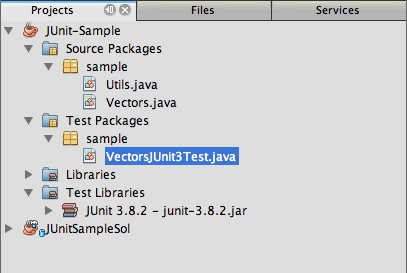 Projects Files Services
JUnit-Sample
Source Packages
sample
Utils.java
Vectors.java
Test Packages
sample
VectorsJUnit3Test.java
Libraries
Test Libraries
JUnit 3.8.2 - junit-3.8.2.jar
JUnitSampleSol